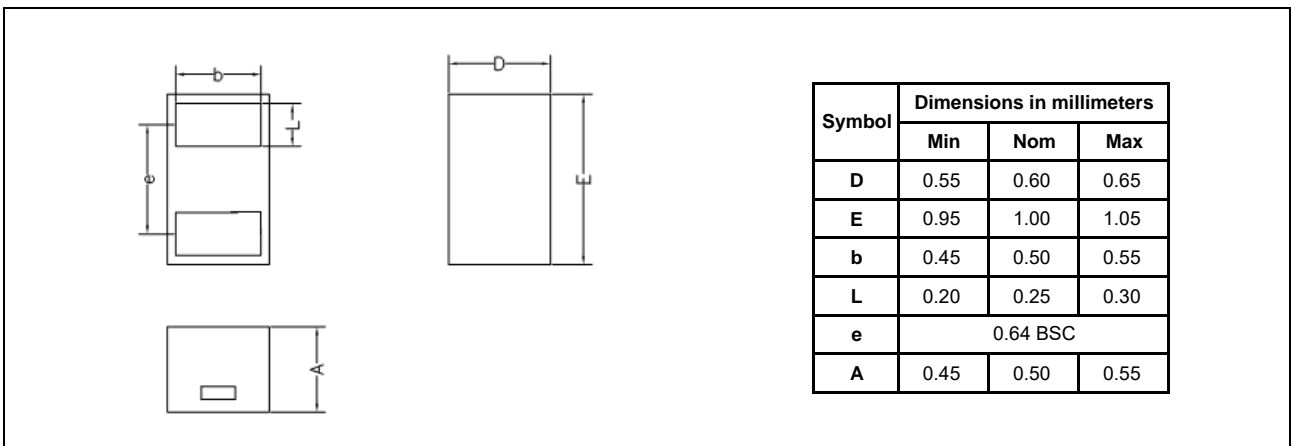 b
D
L
e
E
A
Symbol Dimensions in millimeters
Min Nom Max
D 0.55 0.60 0.65
E 0.95 1.00 1.05
b 0.45 0.50 0.55
L 0.20 0.25 0.30
e 0.64 BSC
A 0.45 0.50 0.55